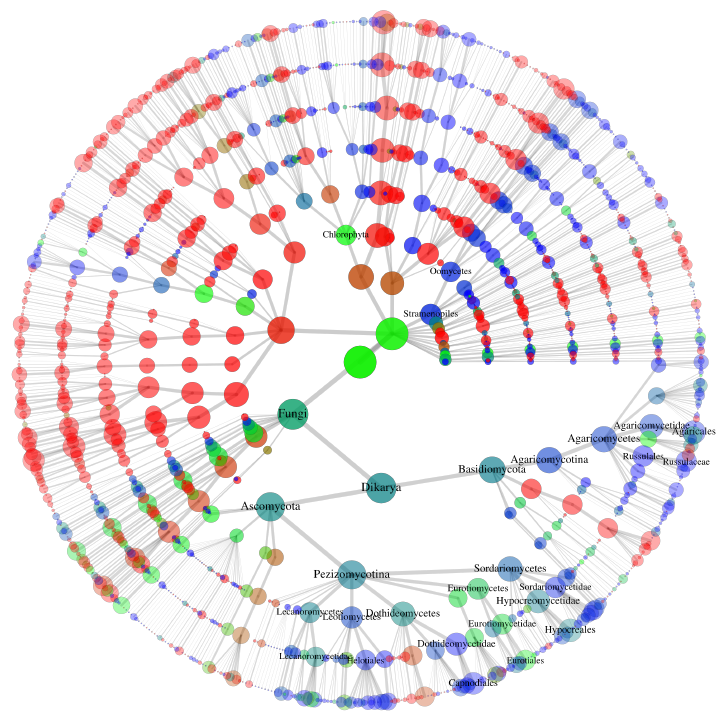 Chlorophyta
Oomycetes
Stramenopiles
Fungi
Agaricomycetidae
Agaricomycetes
Agaricales
Agaricomycotina
Russulales
Russulaceae
Basidiomycota
Dikarya
Ascomycota
Sordariomycetes
Pezizomycotina
Eurotiomycetes
Sordariomycetidae
Hypocreomycetidae
Lecanoromycetes
Leotiomycetes
Dothideomycetes
Eurotiomycetidae
Hypocreales
Dothideomycetidae
Lecanoromycetidae
Helotiales
Eurotiales
Capnodiales